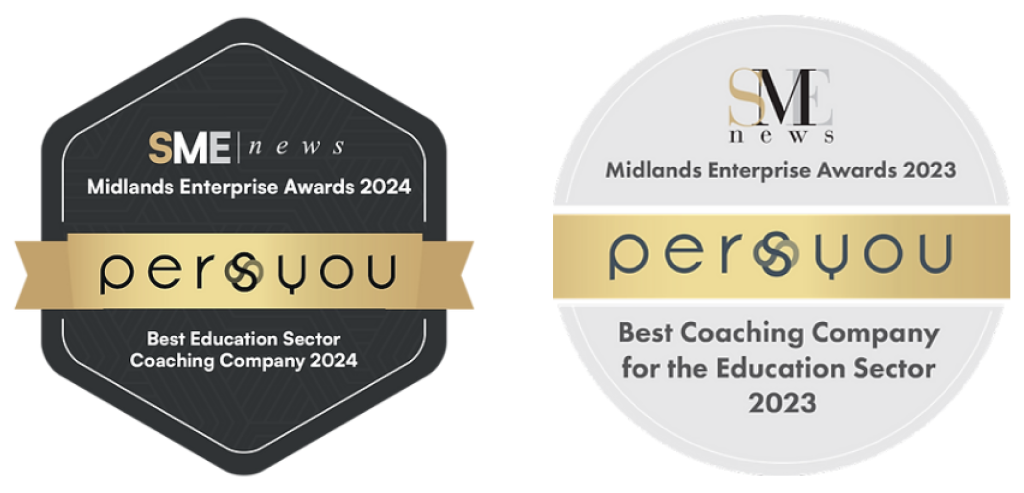 SME news
Midlands Enterprise Awards 2024
persyou
Best Education Sector
Coaching Company 2024
SME
news
Midlands Enterprise Awards 2023
persyou
Best Coaching Company
for the Education Sector
2023